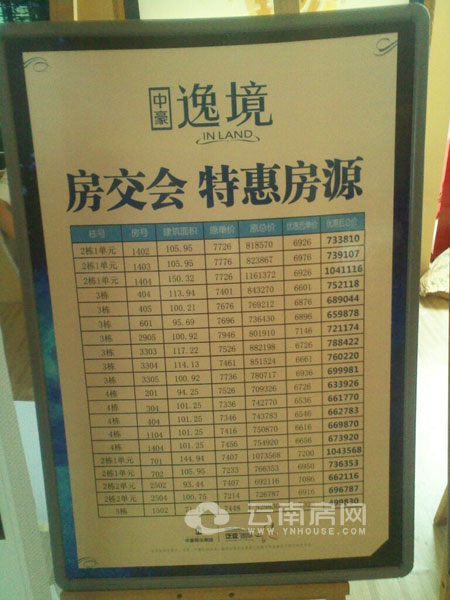 中豪 逸境
IN LAND
房交会 特惠房源
栋号 房号 建筑面积 原单价 原总价 优惠后单价 优惠后总价
2栋1单元 1402 105.95 7726 818570 6926 733810
2栋1单元 1403 105.95 7776 823867 6976 739107
2栋1单元 1404 150.32 7726 1161372 6926 1041116
3栋 404 113.94 7401 843270 6601 752118
3栋 405 100.21 7676 769212 6876 689044
3栋 601 95.69 7696 736430 6896 659878
3栋 2905 100.92 7946 801910 7146 721174
3栋 3303 117.22 7526 882198 6726 788422
3栋 3304 114.13 7461 851524 6661 760220
3栋 3305 100.92 7736 780717 6936 699981
4栋 201 94.25 7526 709326 6726 633926
4栋 304 101.25 7336 742770 6536 661770
4栋 404 101.25 7346 743783 6546 662783
4栋 1104 101.25 7416 750870 6616 669870
4栋 1404 101.25 7456 754920 6656 673920
2栋1单元 701 144.94 7407 1073568 7200 1043568
2栋1单元 702 105.95 7233 766353 6950 736353
2栋2单元 2502 93.44 7407 692116 7086 662116
2栋2单元 2504 100.75 7214 726787 6916 696787
5栋 1502 7448 499830
云南房网
WWW.YNHOUSE.COM